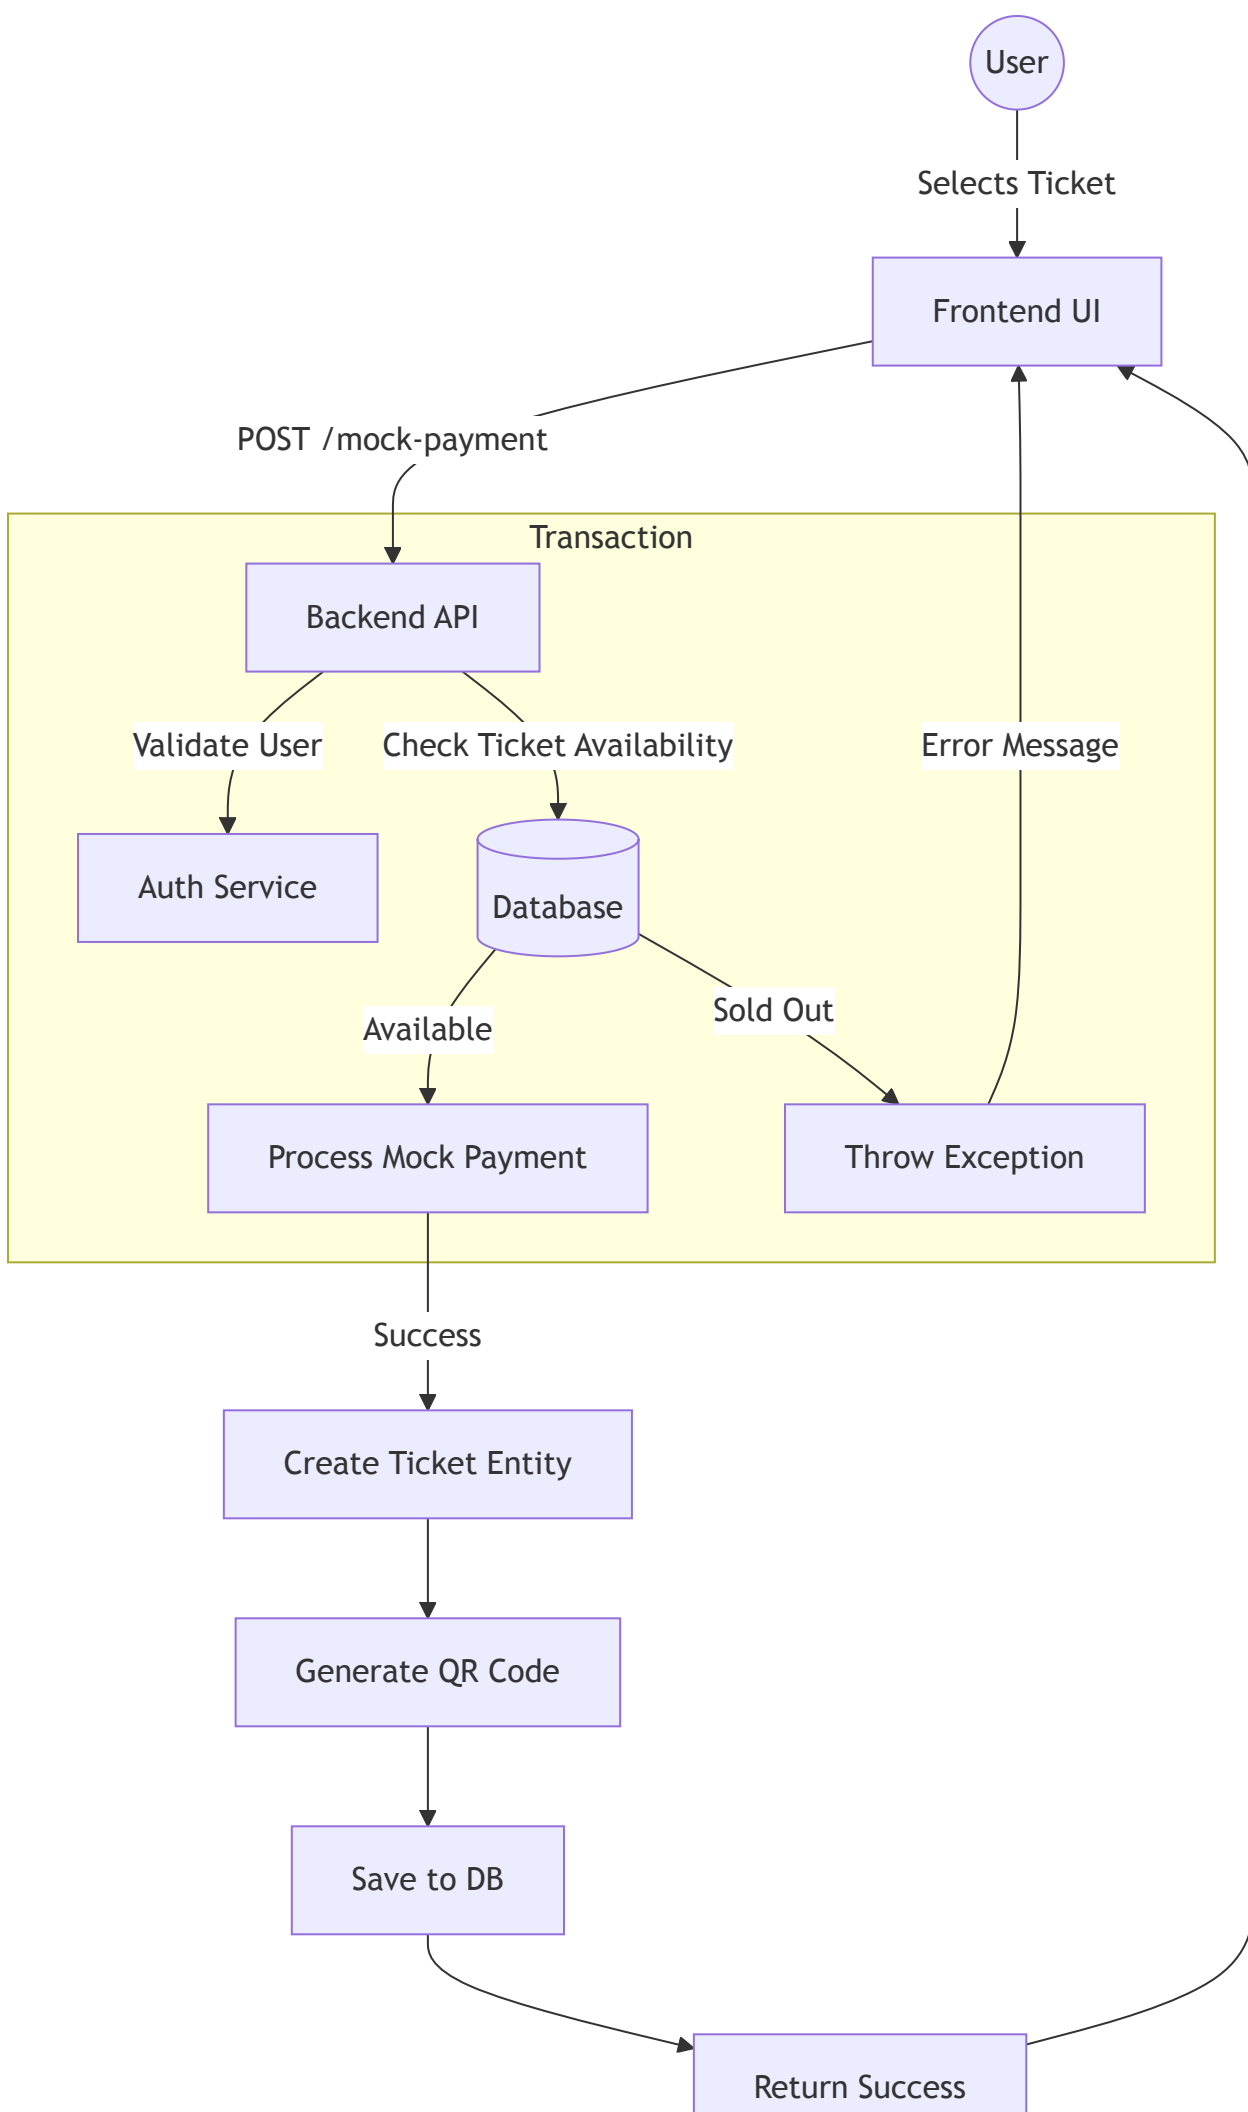 User
Selects Ticket
Frontend UI
POST /mock-payment
Transaction
Backend API
Validate User
Check Ticket Availability
Error Message
Auth Service
Database
Available
Sold Out
Process Mock Payment
Throw Exception
Success
Create Ticket Entity
Generate QR Code
Save to DB
Return Success